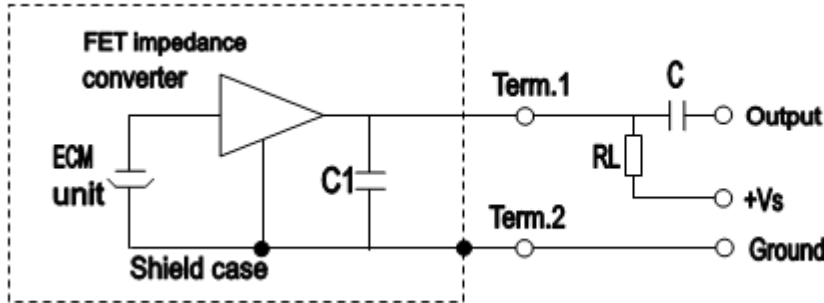 FET impedance
converter
Term.1
C
Output
ECM
unit
C1
RL
+Vs
Term.2
Ground
Shield case